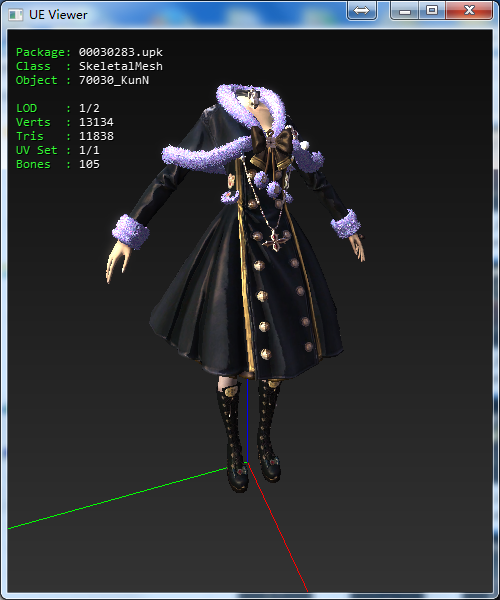 UE Viewer
Package: 00030283.upk
Class : SkeletalMesh
Object : 70030_KunN
LOD : 1/2
Verts : 13134
Tris : 11838
UV Set : 1/1
Bones : 105